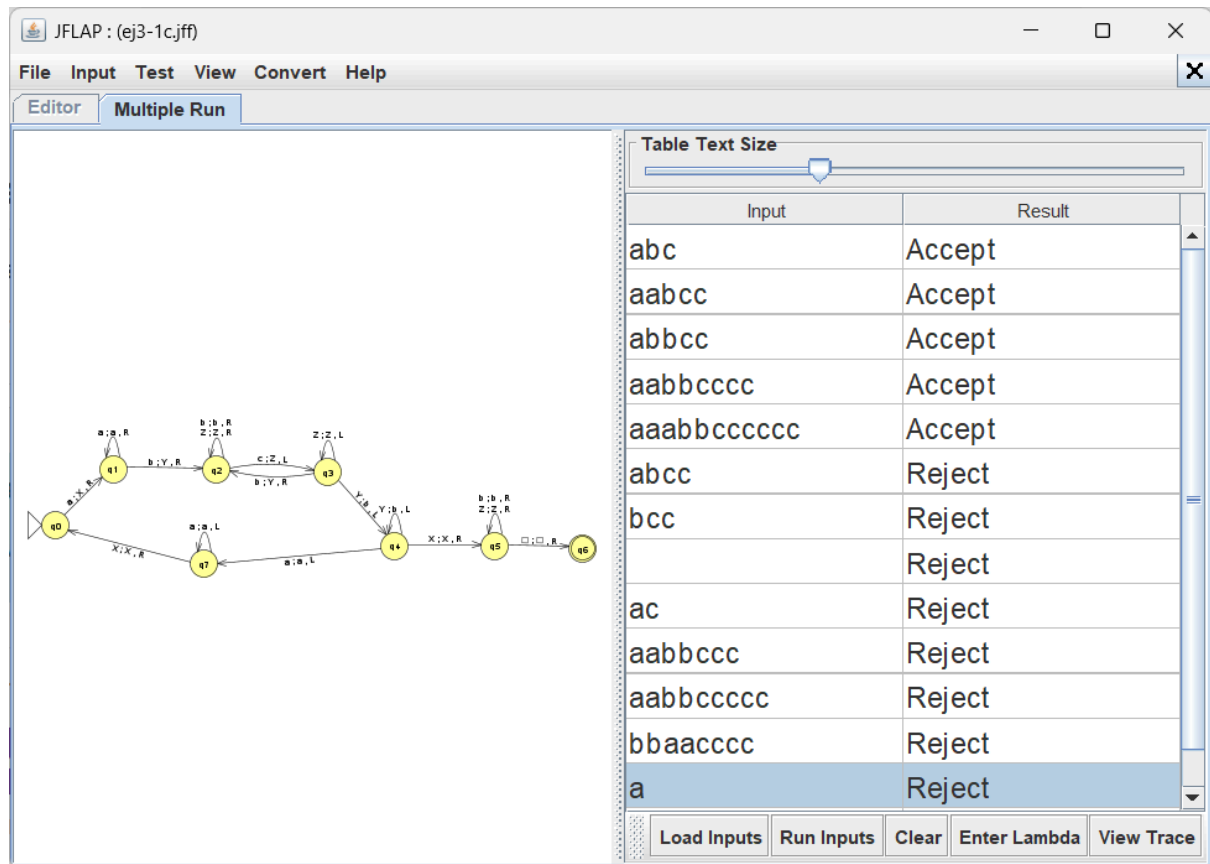 JFLAP : (ej3-1c.jff)
File Input Test View Convert Help
Editor Multiple Run
Table Text Size
Input Result
abc Accept
aabcc Accept
abbcc Accept
aabbcccc Accept
aaabbcccccc Accept
abcc Reject
bcc Reject
Reject
ac Reject
aabbccc Reject
aabbccccc Reject
bbaacccc Reject
a Reject
a;a,R
b;b,R
Z;Z,R
Z;Z,L
q1
b;Y,R
q2
c;Z,L
b;Y,R
q3
a;X,R
Y;b,L
Y;b,L
b;b,R
Z;Z,R
q0
a;a,L
X;X,R
q7
a;a,L
q4
X;X,R
q5
□;□,R
q6
Load Inputs Run Inputs Clear Enter Lambda View Trace